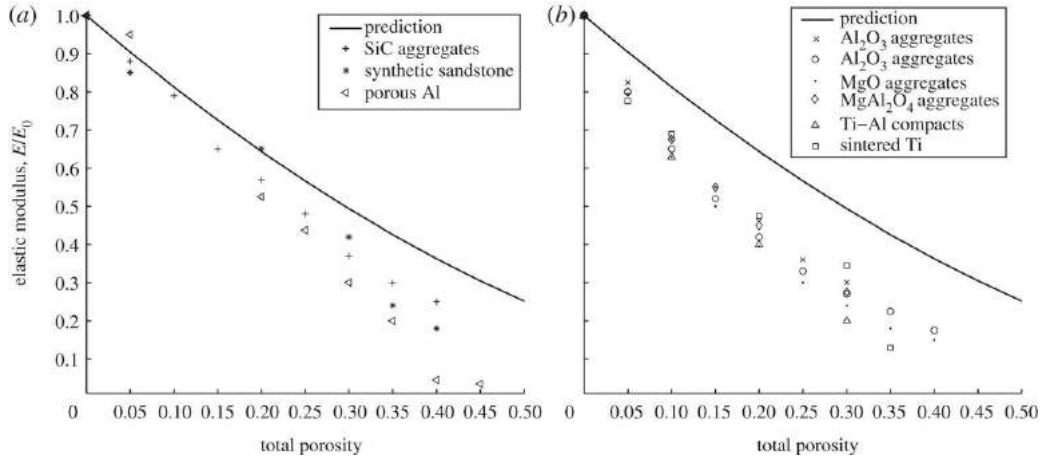 (a)
1.0
0.9
0.8
0.7
0.6
0.5
0.4
0.3
0.2
0.1
0
elastic modulus, E/E₀
prediction
SiC aggregates
synthetic sandstone
porous Al
0.05 0.10 0.15 0.20 0.25 0.30 0.35 0.40 0.45 0.50
total porosity
(b)
prediction
Al₂O₃ aggregates
Al₂O₃ aggregates
MgO aggregates
MgAl₂O₄ aggregates
Ti–Al compacts
sintered Ti
0
0.05 0.10 0.15 0.20 0.25 0.30 0.35 0.40 0.45 0.50
total porosity